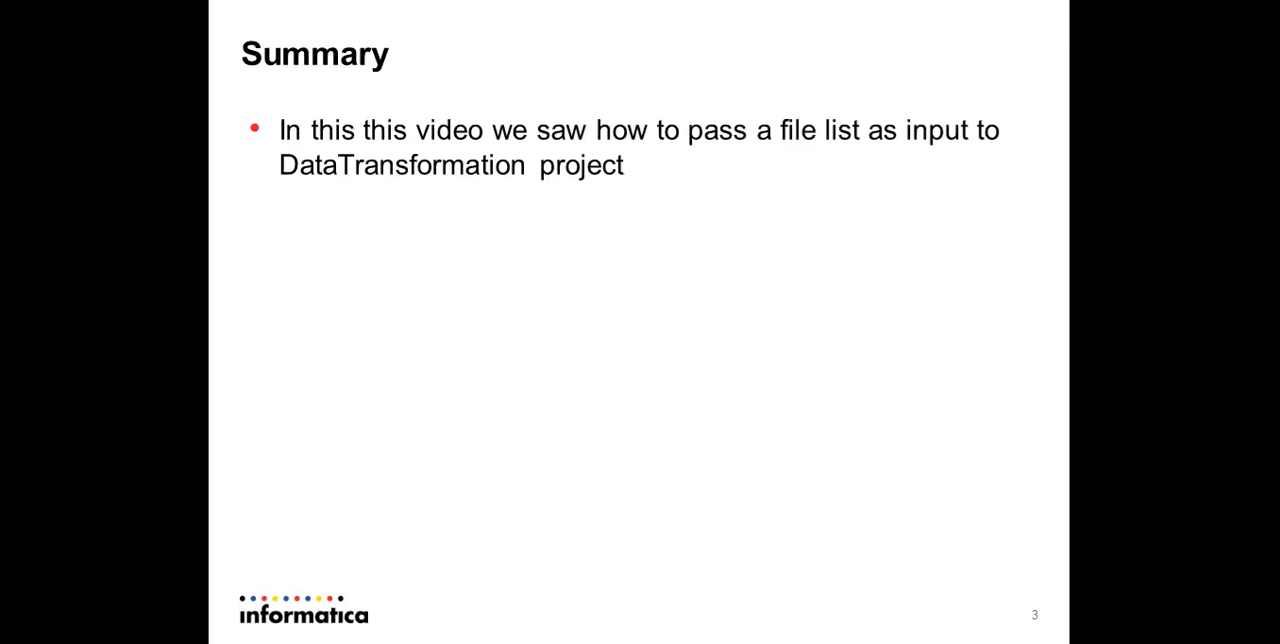 Summary
• In this this video we saw how to pass a file list as input to
DataTransformation project
informatica
3